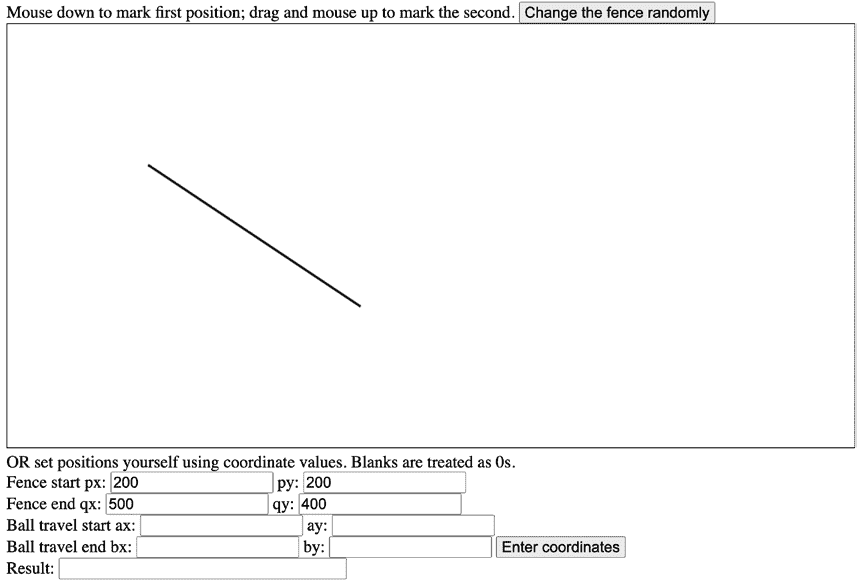 Mouse down to mark first position; drag and mouse up to mark the second. Change the fence randomly
OR set positions yourself using coordinate values. Blanks are treated as 0s.
Fence start px: 200 py: 200
Fence end qx: 500 qy: 400
Ball travel start ax: ay:
Ball travel end bx: by: Enter coordinates
Result: